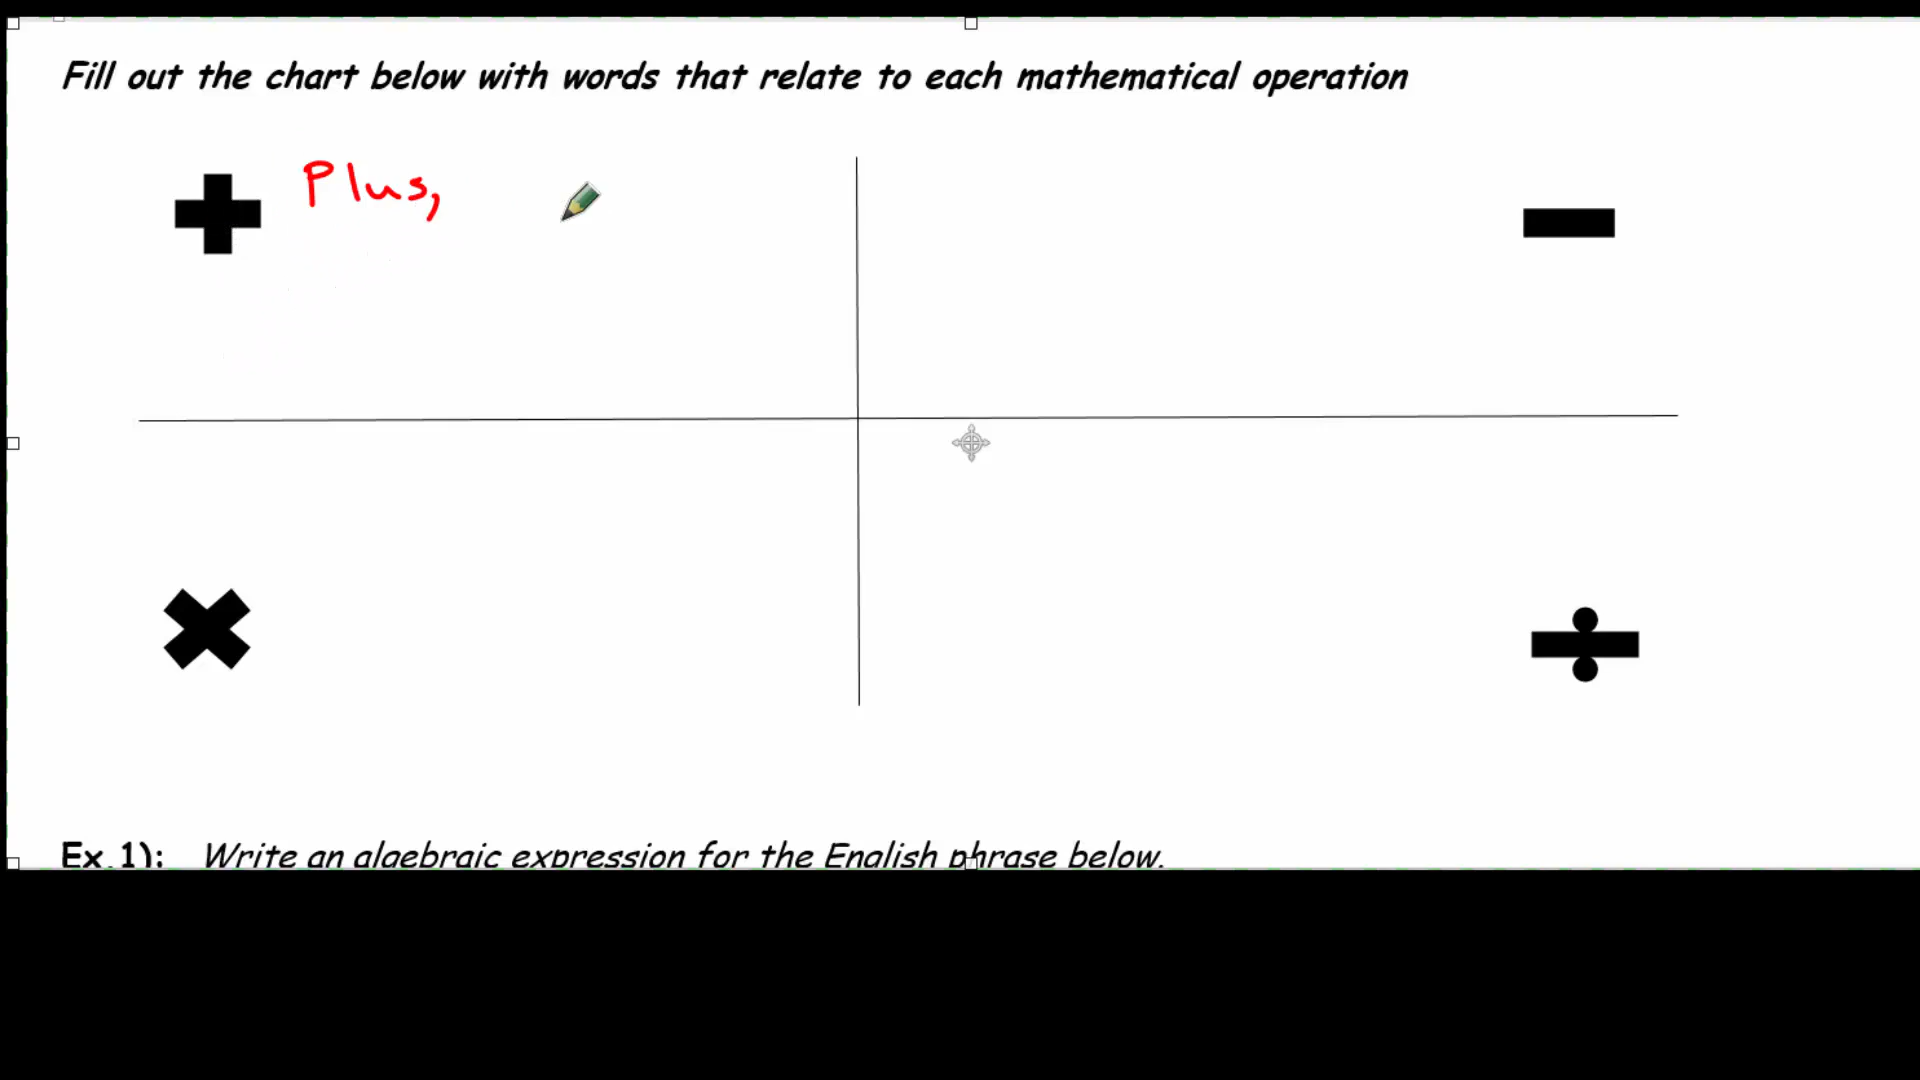 Fill out the chart below with words that relate to each mathematical operation
+ Plus, −
× ÷
Ex.1): Write an algebraic expression for the English phrase below.